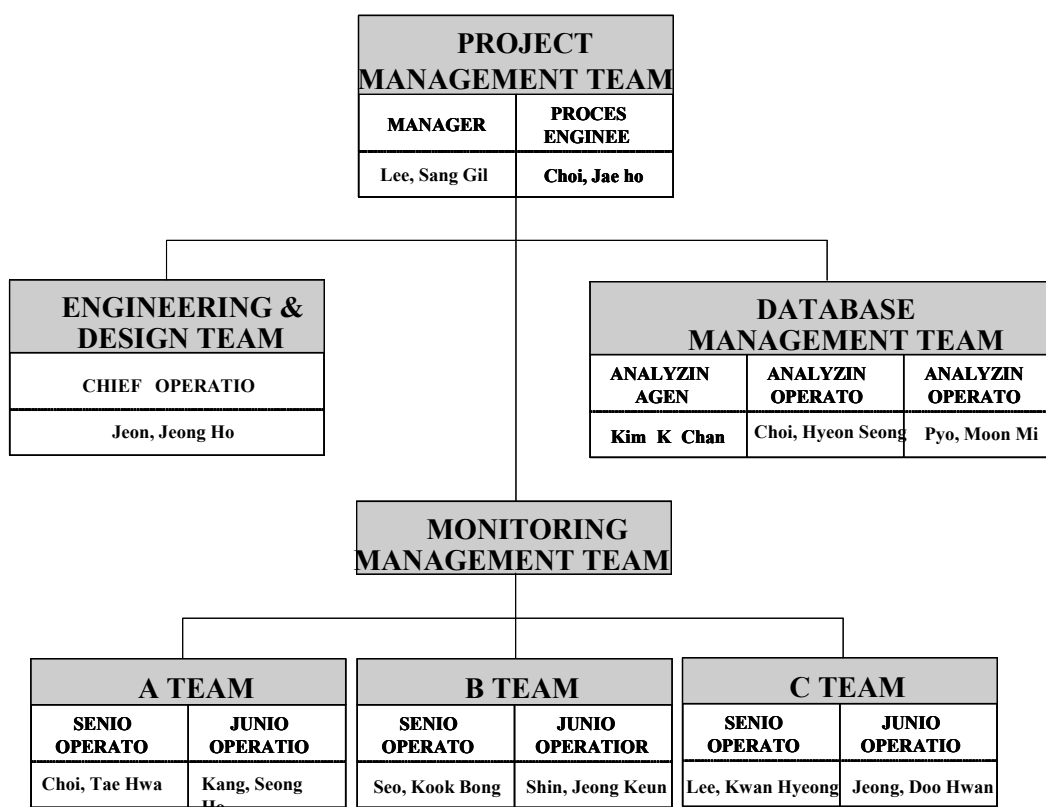 PROJECT
MANAGEMENT TEAM
MANAGER
PROCES
ENGINEE
Lee, Sang Gil
Choi, Jae ho
ENGINEERING &
DESIGN TEAM
CHIEF OPERATIO
Jeon, Jeong Ho
DATABASE
MANAGEMENT TEAM
ANALYZIN
AGEN
ANALYZIN
OPERATO
ANALYZIN
OPERATO
Kim K Chan
Choi, Hyeon Seong
Pyo, Moon Mi
MONITORING
MANAGEMENT TEAM
A TEAM
SENIO
OPERATO
JUNIO
OPERATIO
Choi, Tae Hwa
Kang, Seong
Ho
B TEAM
SENIO
OPERATO
JUNIO
OPERATIOR
Seo, Kook Bong
Shin, Jeong Keun
C TEAM
SENIO
OPERATO
JUNIO
OPERATIO
Lee, Kwan Hyeong
Jeong, Doo Hwan